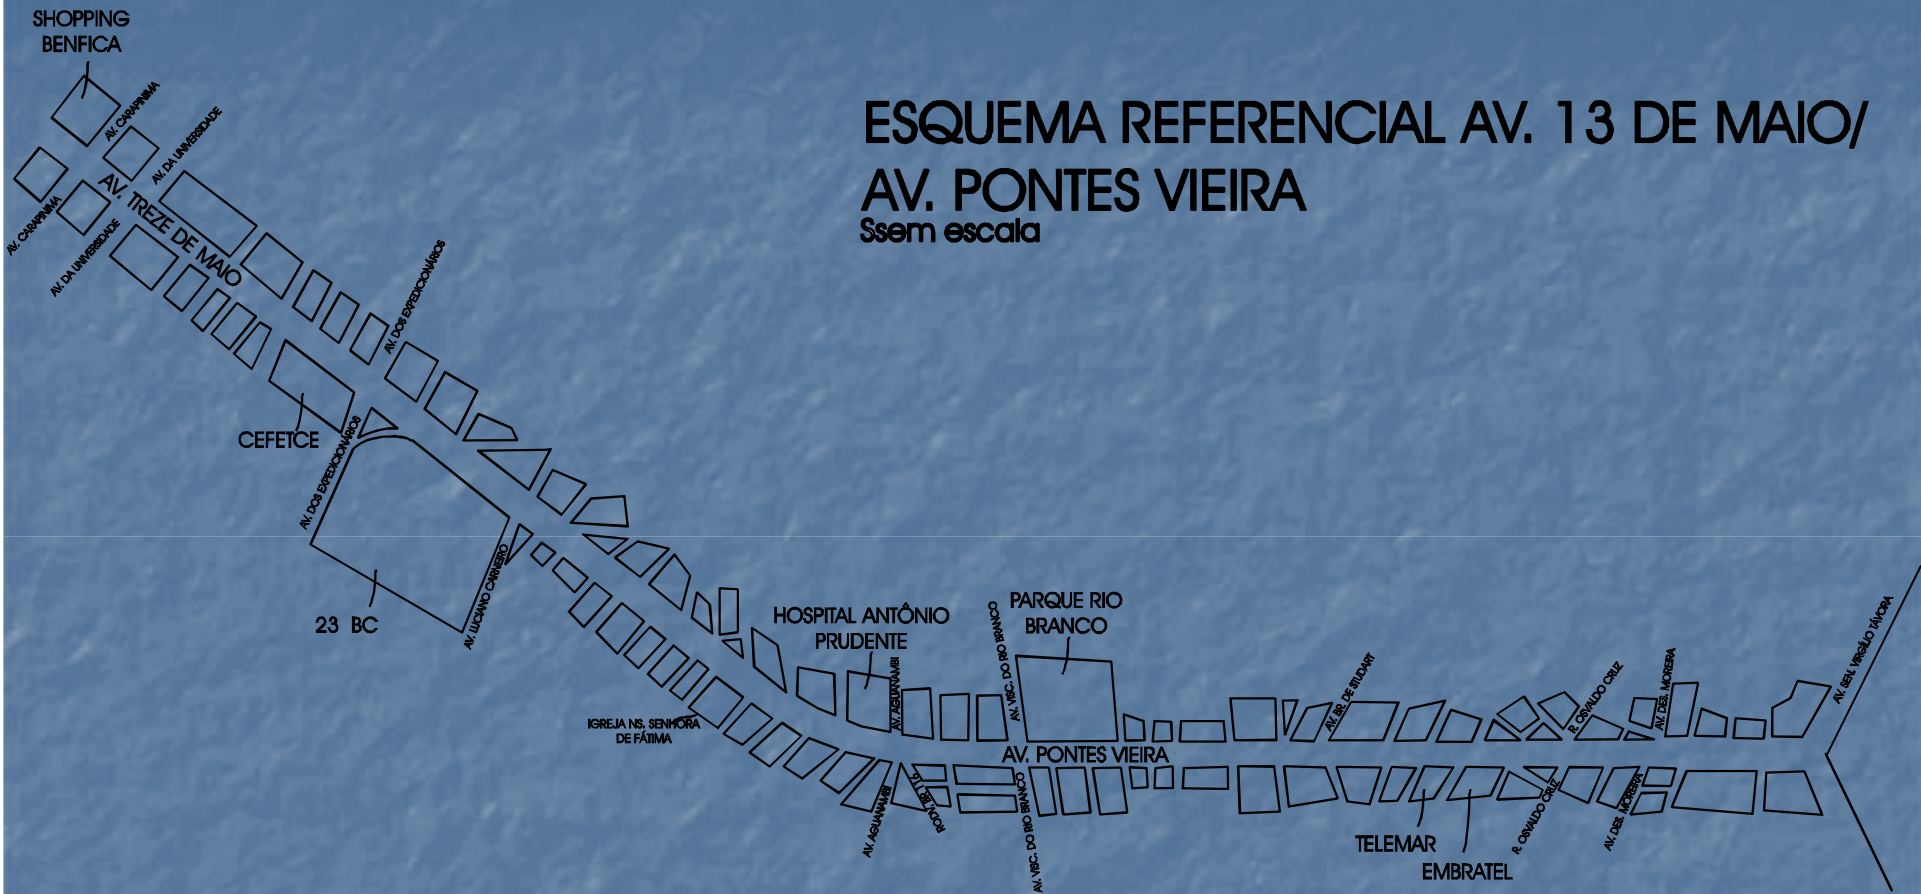 SHOPPING
BENFICA
AV. CARAPINIMA
AV. DA UNIVERSIDADE
ESQUEMA REFERENCIAL AV. 13 DE MAIO/
AV. PONTES VIEIRA
Ssem escala
AV. TREZE DE MAIO
AV. CARAPINIMA
AV. DA UNIVERSIDADE
AV. DOS EXPEDICIONÁRIOS
CEFETCE
AV. DOS EXPEDICIONÁRIOS
23 BC
AV. LUCIANO CARNEIRO
IGREJA NS. SENHORA
DE FÁTIMA
HOSPITAL ANTÔNIO
PRUDENTE
AV. AGUANAMBI
AV. VISC. DO RIO BRANCO
PARQUE RIO
BRANCO
AV. PONTES VIEIRA
AV. AGUANAMBI
RODV. BR 116
AV. VISC. DO RIO BRANCO
AV. BR. DE STUDART
R. OSVALDO CRUZ
AV. DES. MOREIRA
AV. SEN. VIRGÍLIO TÁVORA
TELEMAR
EMBRATEL
R. OSVALDO CRUZ
AV. DES. MOREIRA